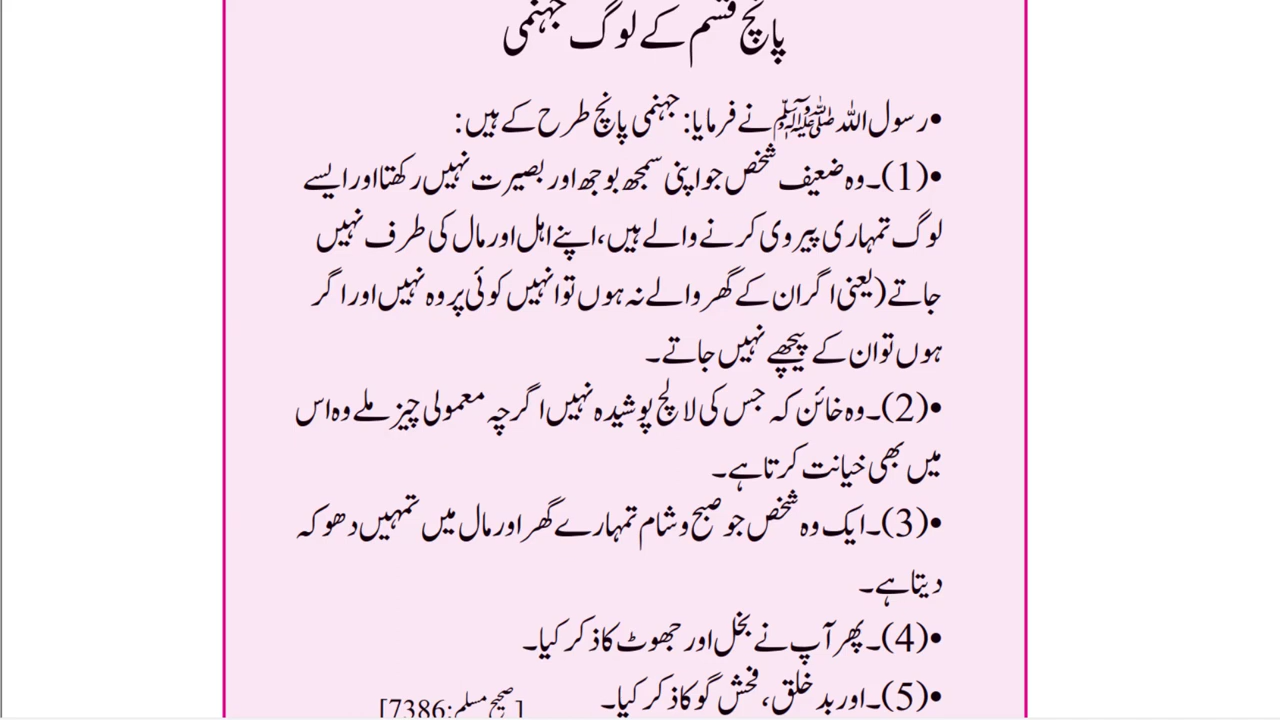 پانچ قسم کے لوگ جہنمی
•رسول اللہ ﷺ نے فرمایا: جہنمی پانچ طرح کے ہیں:
•(1)۔وہ ضعیف شخص جو اپنی سمجھ بوجھ اور بصیرت نہیں رکھتا اور ایسے
لوگ تمہاری پیروی کرنے والے ہیں، اپنے اہل اور مال کی طرف نہیں
جاتے (یعنی اگر ان کے گھر والے نہ ہوں تو انہیں کوئی پروہ نہیں اور اگر
ہوں تو ان کے پیچھے نہیں جاتے۔
•(2)۔وہ خائن کہ جس کی لالچ پوشیدہ نہیں اگرچہ معمولی چیز ملے وہ اس
میں بھی خیانت کرتا ہے۔
•(3)۔ایک وہ شخص جو صبح و شام تمہارے گھر اور مال میں تمہیں دھوکہ
دیتا ہے۔
•(4)۔پھر آپ نے بخل اور جھوٹ کا ذکر کیا۔
•(5)۔اور بد خلق، فحش گو کا ذکر کیا۔ [صحیح مسلم:7386]